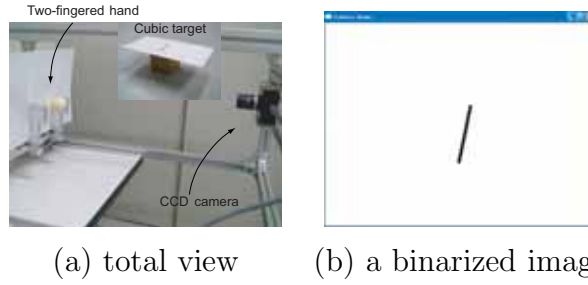 Two-fingered hand
Cubic target
CCD camera
(a) total view
(b) a binarized imag